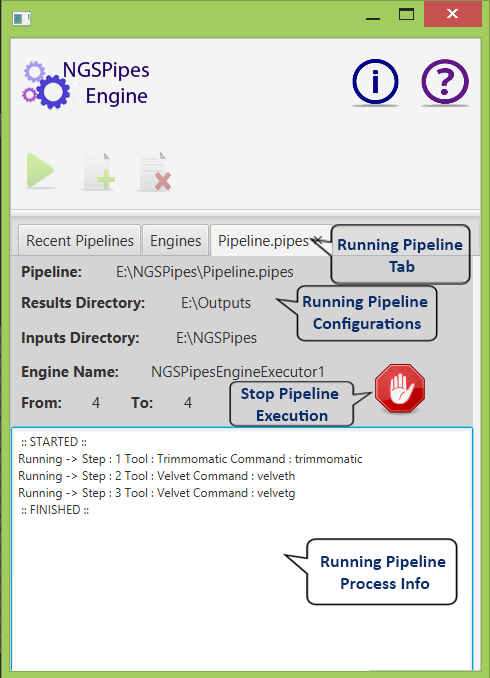 NGSPipes
Engine
i
?
Recent Pipelines
Engines
Pipeline.pipes ×
Running Pipeline
Tab
Pipeline: E:\NGSPipes\Pipeline.pipes
Results Directory: E:\Outputs
Running Pipeline
Configurations
Inputs Directory: E:\NGSPipes
Engine Name: NGSPipesEngineExecutor1
From: 4 To: 4
Stop Pipeline
Execution
:: STARTED ::
Running -> Step : 1 Tool : Trimmomatic Command : trimmomatic
Running -> Step : 2 Tool : Velvet Command : velveth
Running -> Step : 3 Tool : Velvet Command : velvetg
:: FINISHED ::
Running Pipeline
Process Info